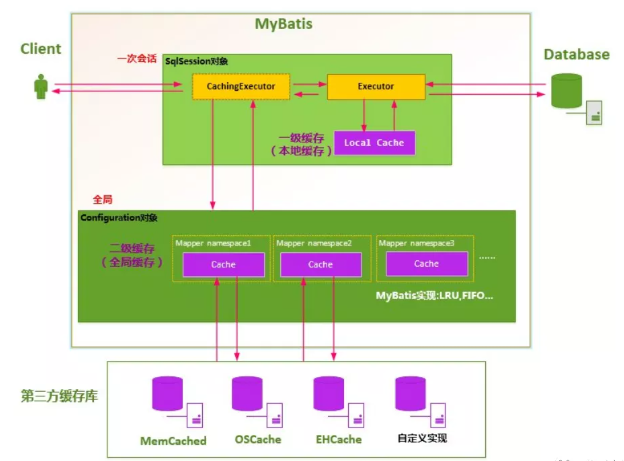 MyBatis
Client
一次会话
SqlSession对象
Database
CachingExecutor
Executor
一级缓存
（本地缓存）
Local Cache
全局
Configuration对象
二级缓存
（全局缓存）
Mapper namespace1
Mapper namespace2
Mapper namespace3
Cache
Cache
Cache
......
MyBatis实现:LRU,FIFO...
第三方缓存库
MemCached
OSCache
EHCache
自定义实现